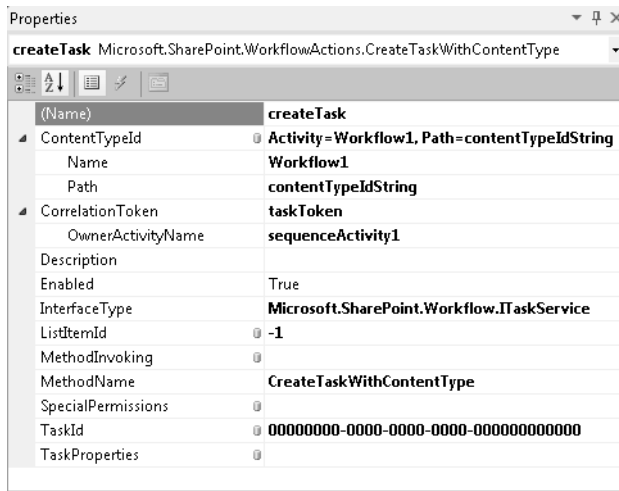 Properties
createTask Microsoft.SharePoint.WorkflowActions.CreateTaskWithContentType
(Name) createTask
ContentTypeId Activity=Workflow1, Path=contentTypeIdString
Name Workflow1
Path contentTypeIdString
CorrelationToken taskToken
OwnerActivityName sequenceActivity1
Description
Enabled True
InterfaceType Microsoft.SharePoint.Workflow.ITaskService
ListItemId -1
MethodInvoking
MethodName CreateTaskWithContentType
SpecialPermissions
TaskId 00000000-0000-0000-0000-000000000000
TaskProperties